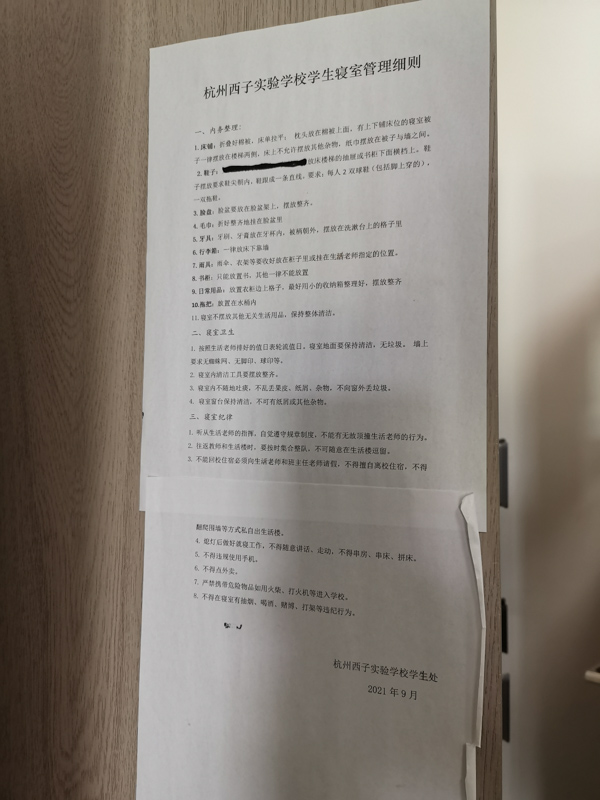 杭州西子实验学校学生寝室管理细则
一、内务整理：
1. 床铺：折叠好棉被，床单拉平； 枕头放在棉被上面，有上下铺床位的寝室被
子一律摆放在楼梯两侧，床上不允许摆放其他杂物，纸巾摆放在被子与墙之间。
2. 鞋子：放床楼梯的抽屉或书柜下面横档上。鞋
子摆放要求鞋尖朝内，鞋跟成一条直线。要求：每人 2 双球鞋（包括脚上穿的），
一双拖鞋。
3. 脸盆：脸盆要放在脸盆架上，摆放整齐。
4. 毛巾：折好整齐地挂在脸盆里
5. 牙具：牙刷、牙膏放在牙杯内，被柄朝外，摆放在洗漱台上的格子里
6. 行李箱：一律放床下靠墙
7. 雨具：雨伞、衣架等要收好放在柜子里或挂在生活老师指定的位置。
8. 书柜：只能放置书，其他一律不能放置
9. 日常用品：放置衣柜边上格子，最好用小的收纳箱整理好，摆放整齐
10. 拖把：放置在水桶内
11. 寝室不摆放其他无关生活用品，保持整体清洁。
二、寝室卫生
1. 按照生活老师排好的值日表轮流值日。寝室地面要保持清洁，无垃圾。 墙上
要求无蜘蛛网、无脚印、球印等。
2. 寝室内清洁工具要摆放整齐。
3. 寝室内不随地吐痰，不乱丢果皮、纸屑、杂物，不向窗外丢垃圾。
4. 寝室窗台保持清洁，不可有纸屑或其他杂物。
三、寝室纪律
1. 听从生活老师的指挥，自觉遵守规章制度，不能有无故顶撞生活老师的行为。
2. 往返教师和生活楼时，要按时集合整队，不可随意在生活楼逗留。
3. 不能回校住宿必须向生活老师和班主任老师请假，不得擅自离校住宿，不得
翻爬围墙等方式私自出生活楼。
4. 熄灯后做好就寝工作，不得随意讲话、走动，不得串房、串床、拼床。
5. 不得违规使用手机。
6. 不得点外卖。
7. 严禁携带危险物品如用火柴、打火机等进入学校。
8. 不得在寝室有抽烟、喝酒、赌博、打架等违纪行为。
杭州西子实验学校学生处
2021 年 9 月